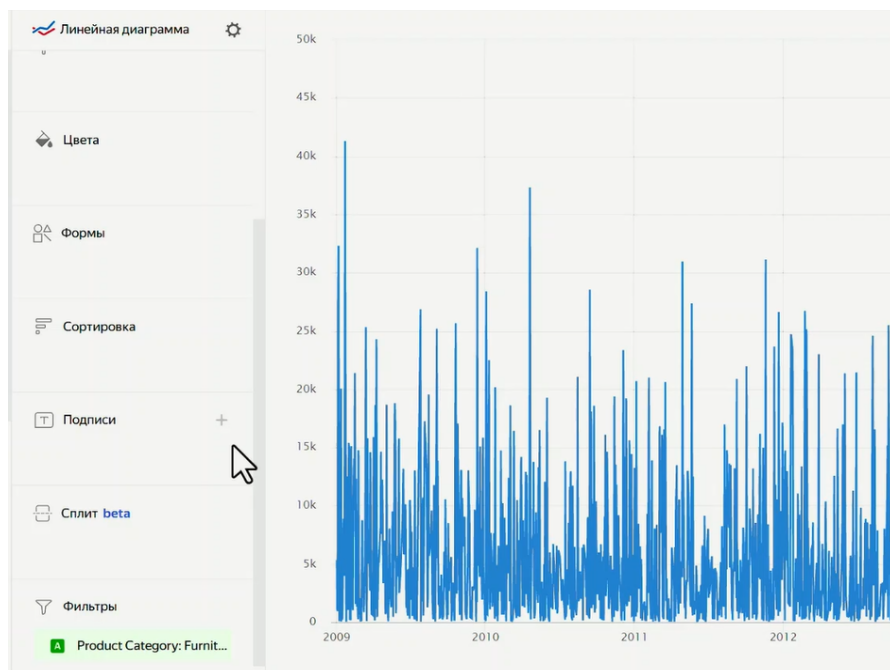 Линейная диаграмма
Цвета
Формы
Сортировка
T Подписи +
Сплит beta
Фильтры
A Product Category: Furnit...
50k
45k
40k
35k
30k
25k
20k
15k
10k
5k
0
2009 2010 2011 2012